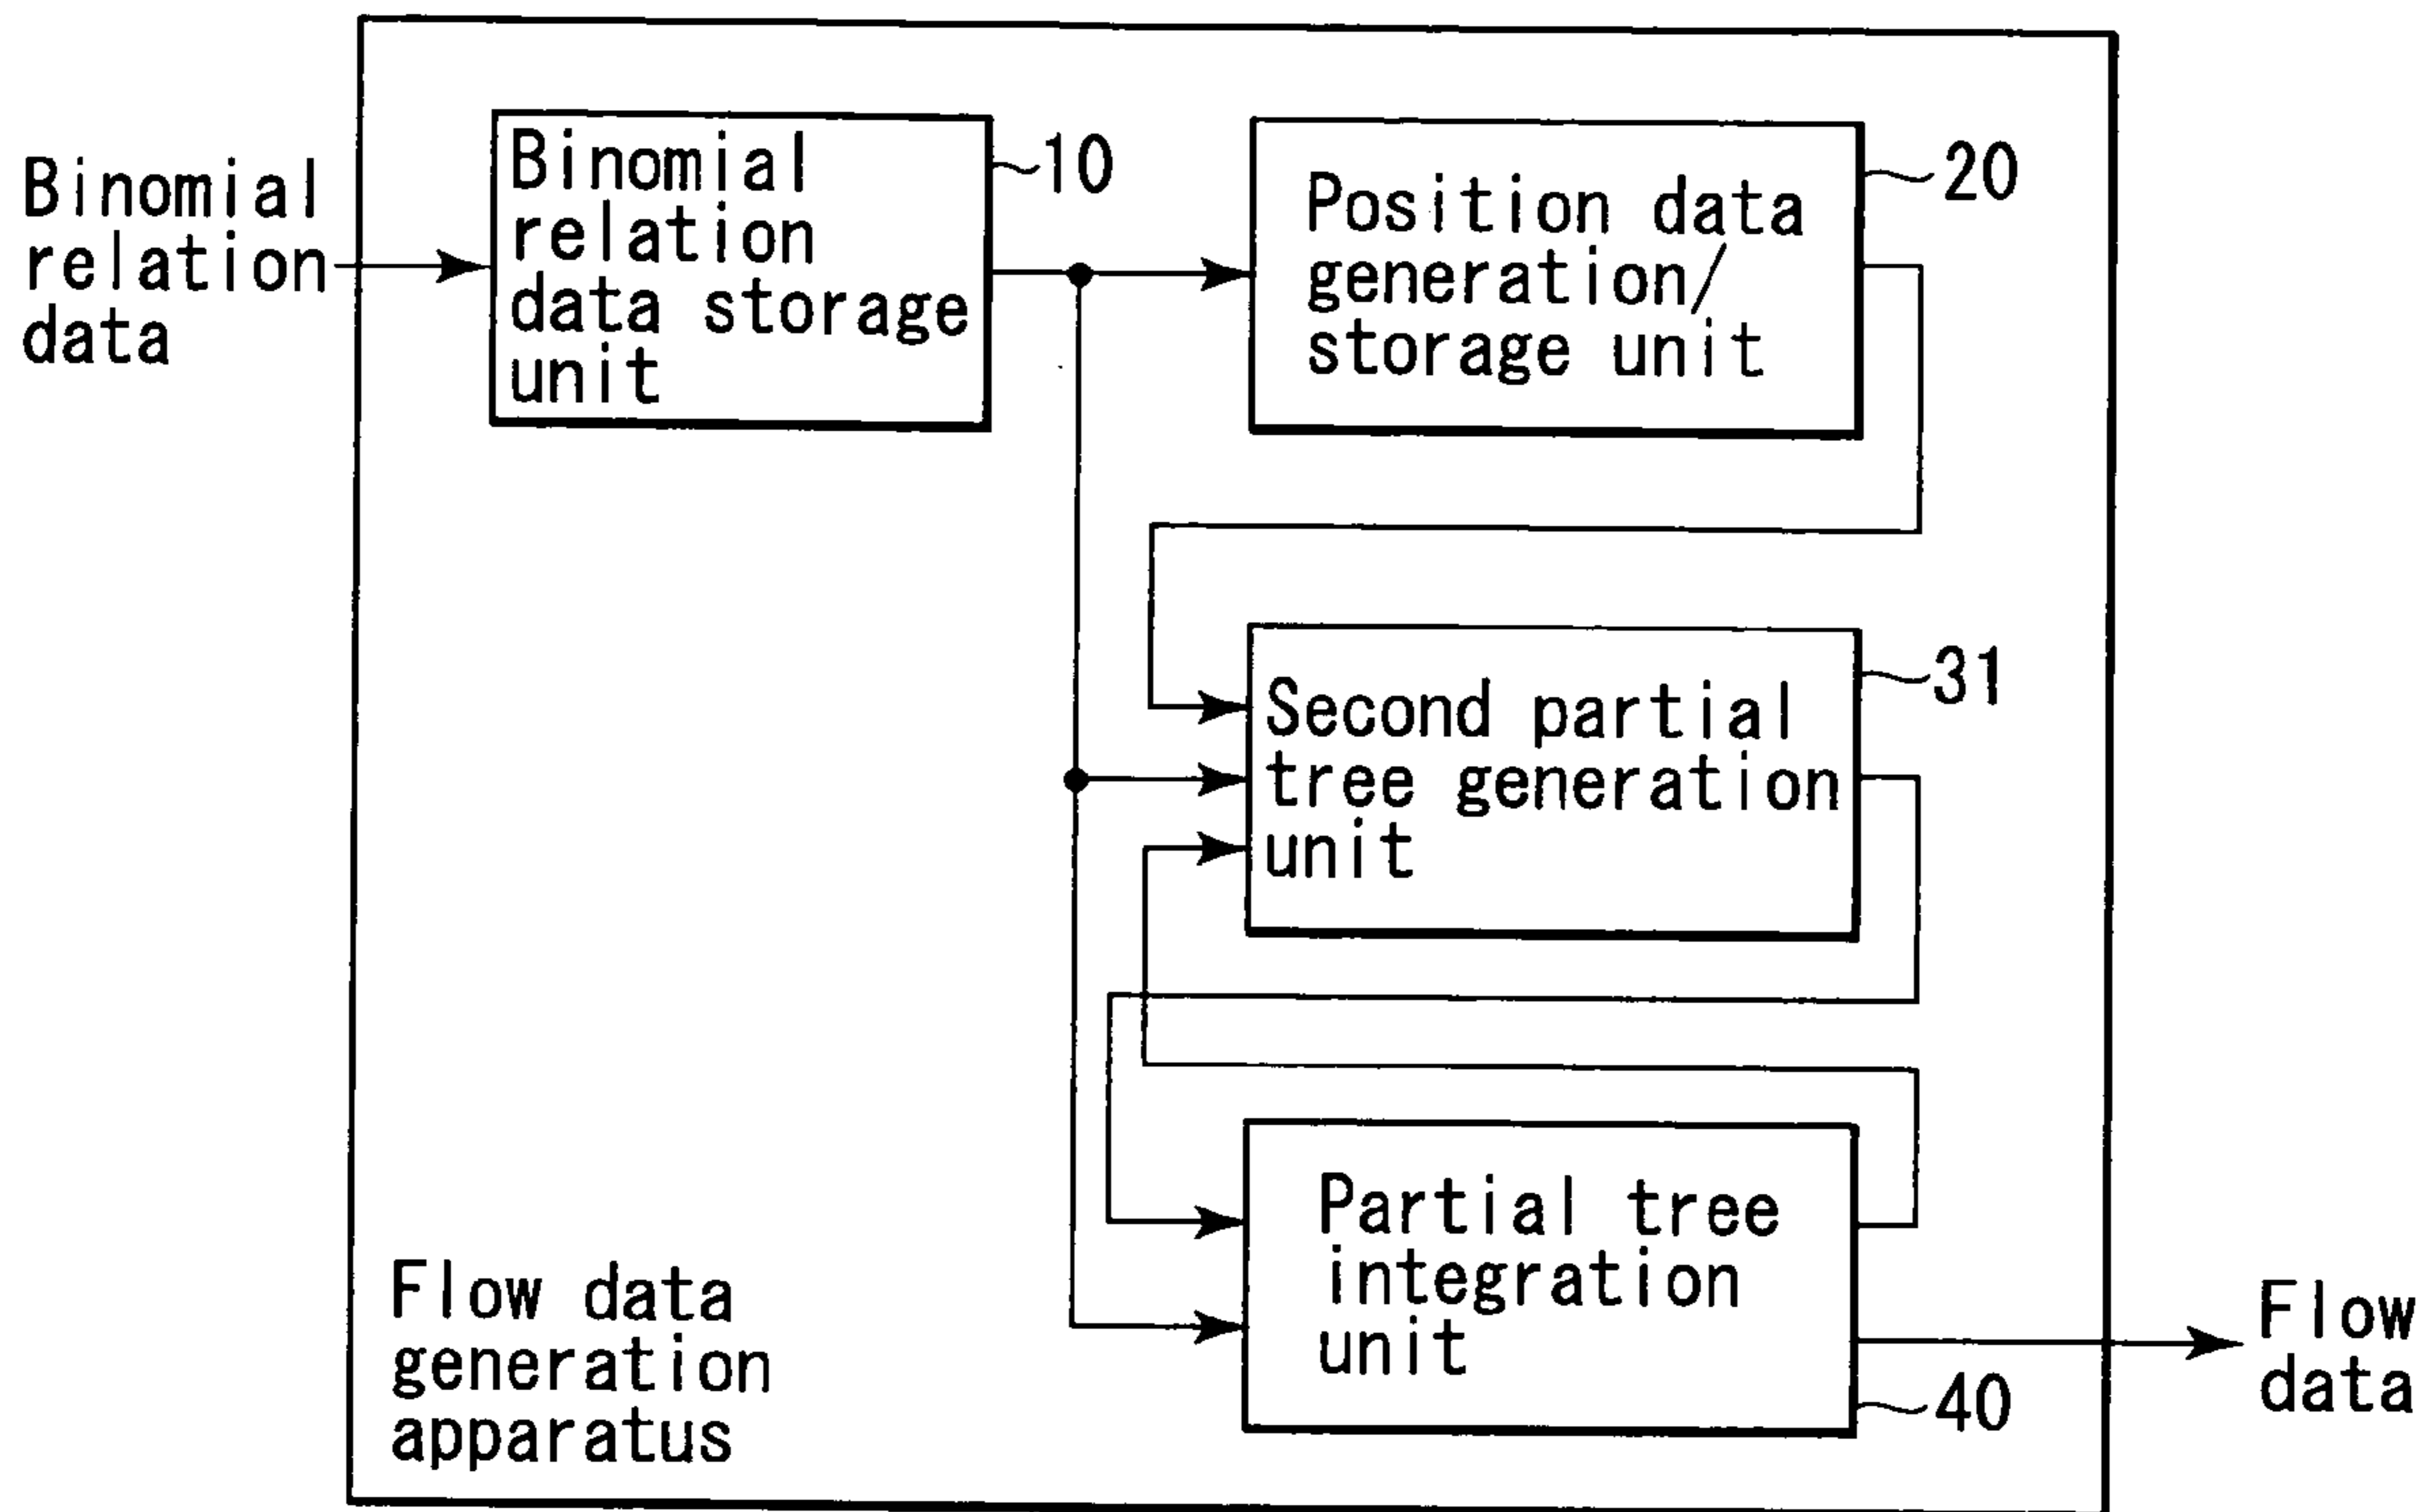 Binomial
relation
data
Binomial
relation
data storage
unit
10
Position data
generation/
storage unit
20
Second partial
tree generation
unit
31
Partial tree
integration
unit
40
Flow data
generation
apparatus
Flow
data